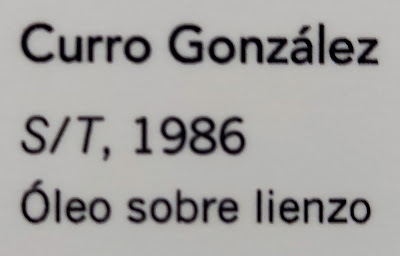 Curro González
S/T, 1986
Óleo sobre lienzo